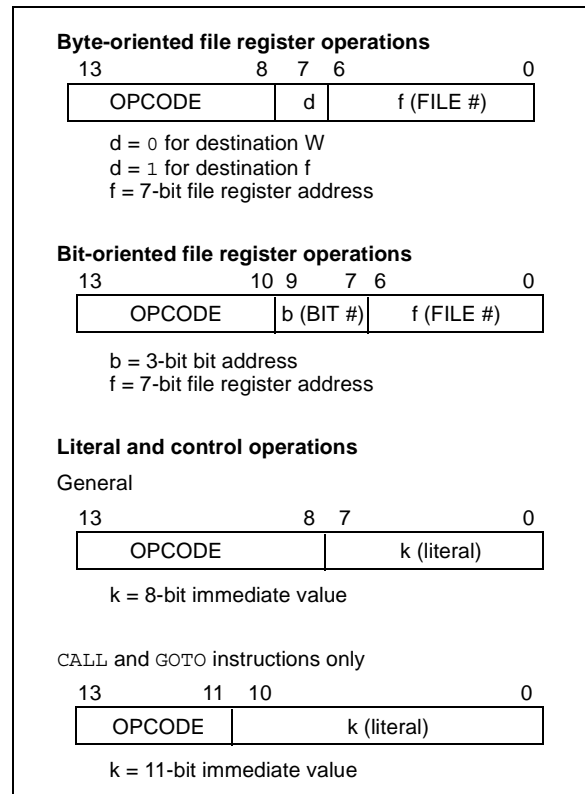 Byte-oriented file register operations
13 8 7 6 0
OPCODE d f (FILE #)
d = 0 for destination W
d = 1 for destination f
f = 7-bit file register address
Bit-oriented file register operations
13 10 9 7 6 0
OPCODE b (BIT #) f (FILE #)
b = 3-bit bit address
f = 7-bit file register address
Literal and control operations
General
13 8 7 0
OPCODE k (literal)
k = 8-bit immediate value
CALL and GOTO instructions only
13 11 10 0
OPCODE k (literal)
k = 11-bit immediate value